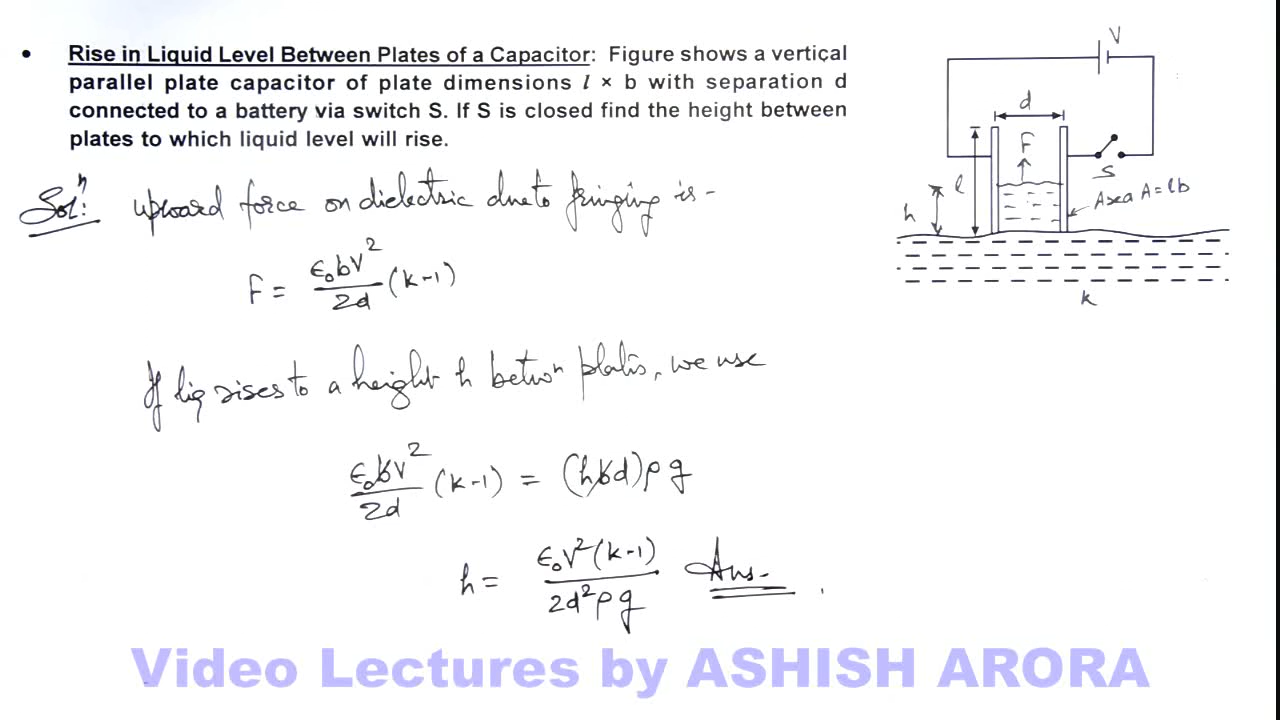 • Rise in Liquid Level Between Plates of a Capacitor: Figure shows a vertical
parallel plate capacitor of plate dimensions l × b with separation d
connected to a battery via switch S. If S is closed find the height between
plates to which liquid level will rise.
Solⁿ: upward force on dielectric due to fringing is -
F = ϵ₀bV²/2d (k-1)
If liq rises to a height h betwⁿ plates, we use
ϵ₀bV²/2d (k-1) = (hbd)ρg
h = ϵ₀V²(k-1)/2d²ρg Ans-
V
d
F
S
l
h
Area A = lb
k
Video Lectures by ASHISH ARORA